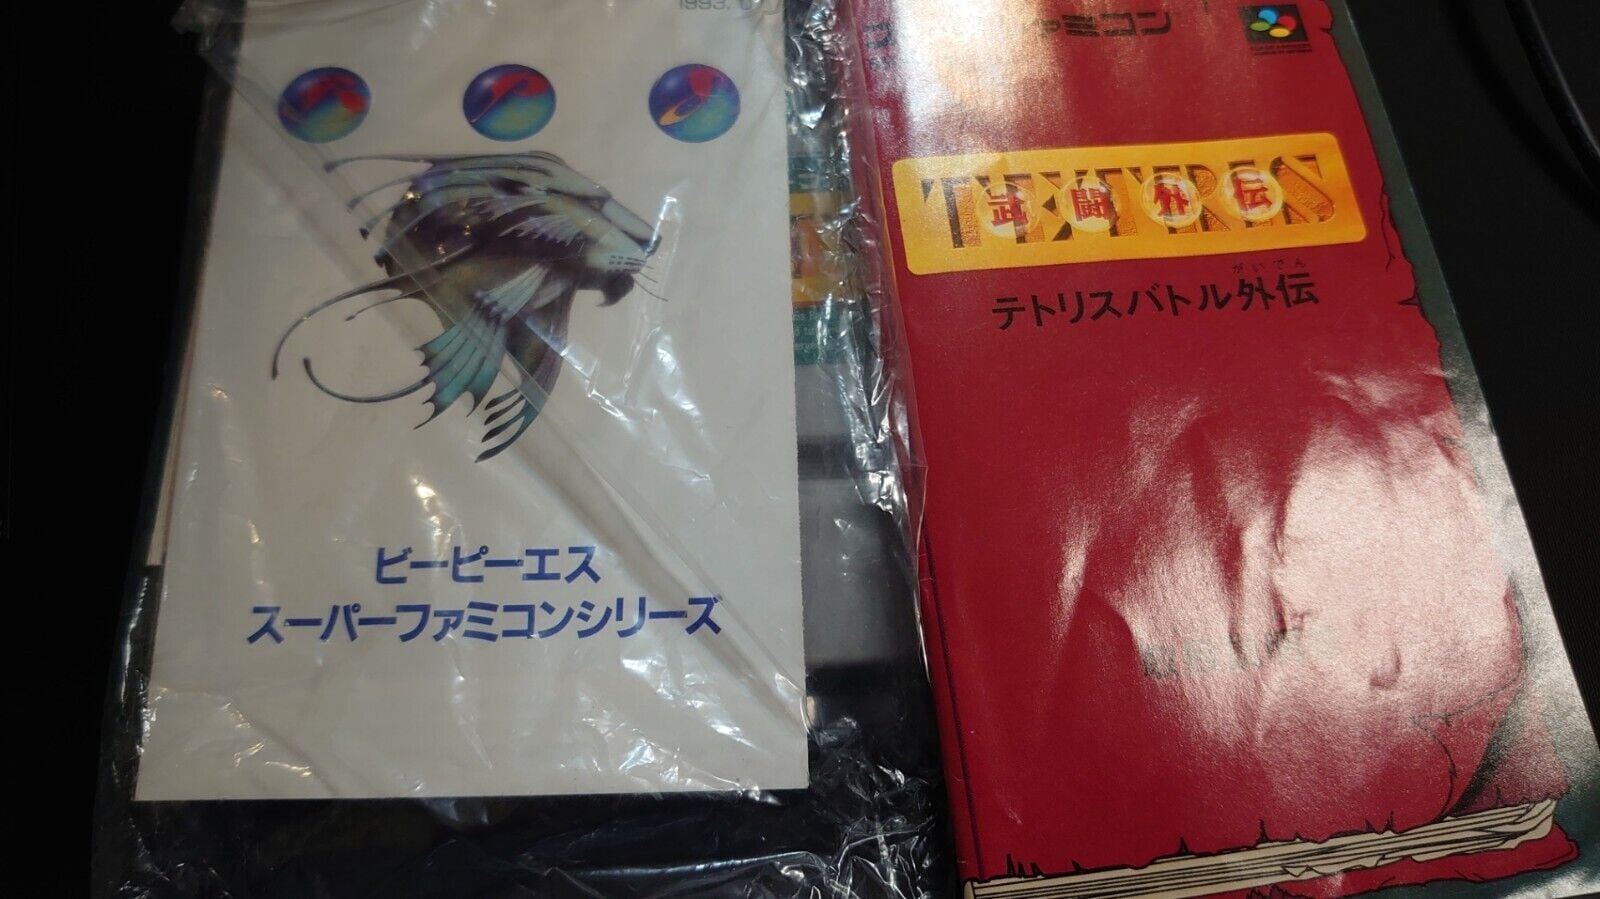 1993.
ビーピーエス
スーパーファミコンシリーズ
ァミコン
TETRIS
武闘外伝
がいでん
テトリスバトル外伝